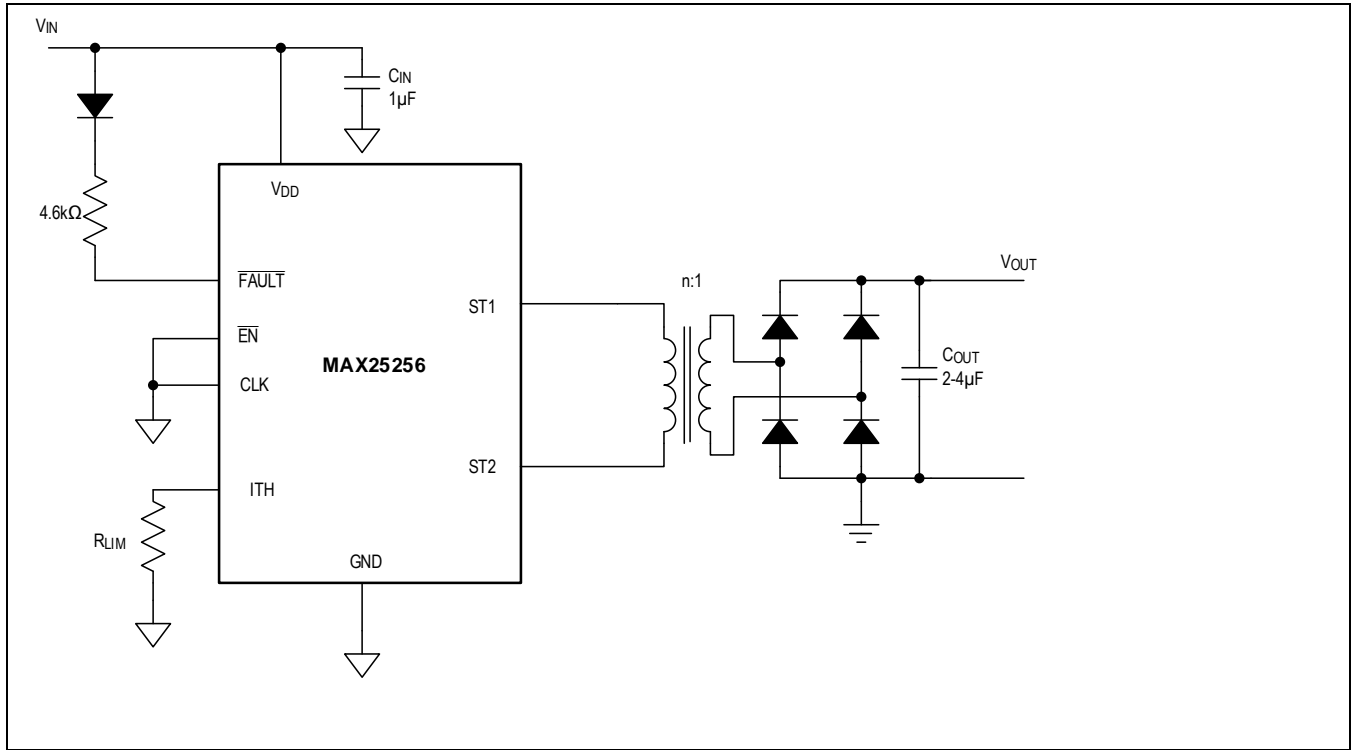 VIN
CIN
1µF
VDD
4.6kΩ
FAULT
n:1
VOUT
ST1
EN
MAX25256
COUT
2-4µF
CLK
ST2
ITH
RLIM
GND